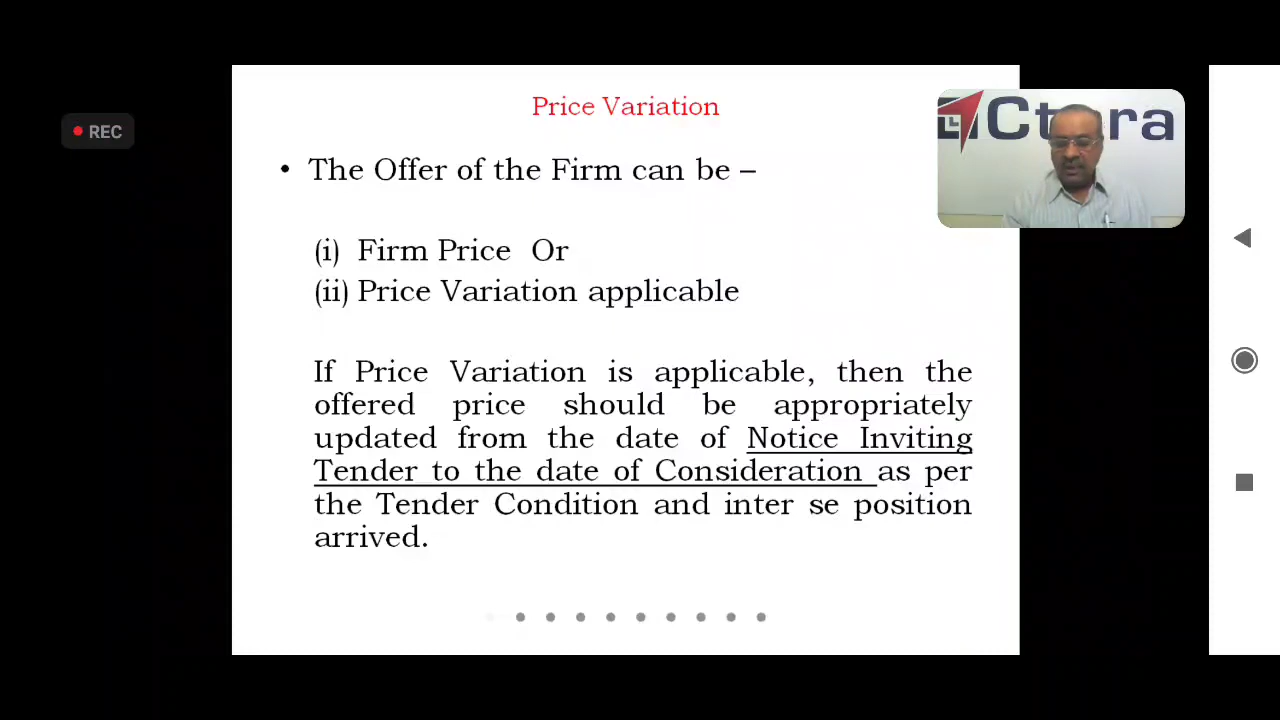 Price Variation
REC
• The Offer of the Firm can be –
(i) Firm Price Or
(ii) Price Variation applicable
If Price Variation is applicable, then the
offered price should be appropriately
updated from the date of Notice Inviting
Tender to the date of Consideration as per
the Tender Condition and inter se position
arrived.